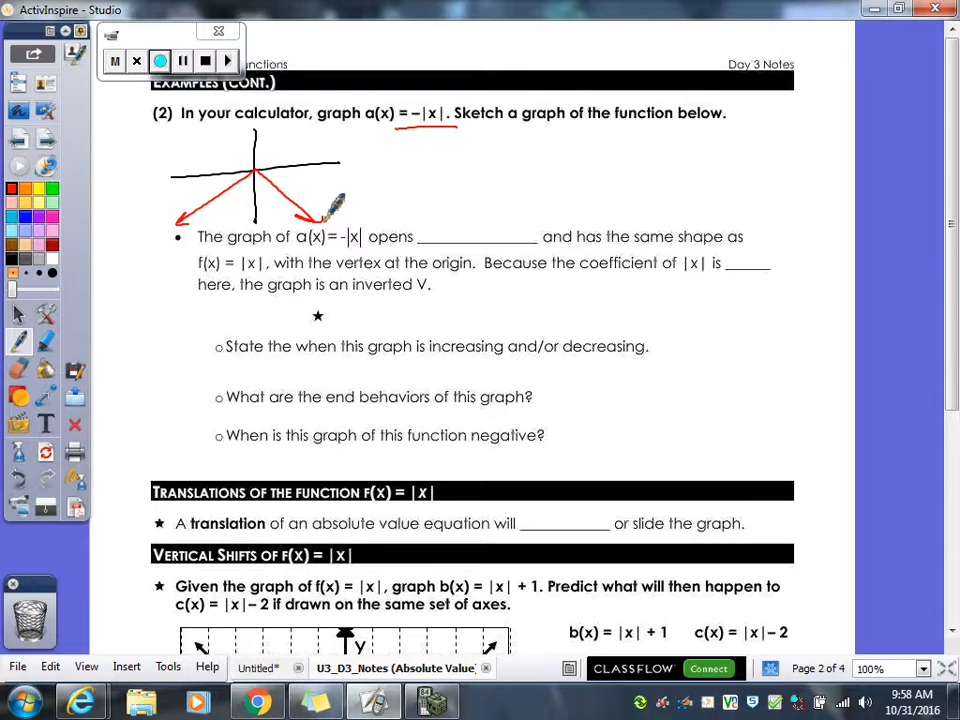 ActivInspire - Studio
M
unctions
Day 3 Notes
EXAMPLES (CONT.)
(2) In your calculator, graph a(x) = –|x|. Sketch a graph of the function below.
• The graph of a(x)= -|x| opens ____________ and has the same shape as
f(x) = |x|, with the vertex at the origin. Because the coefficient of |x| is _____
here, the graph is an inverted V.
★
o State the when this graph is increasing and/or decreasing.
o What are the end behaviors of this graph?
o When is this graph of this function negative?
TRANSLATIONS OF THE FUNCTION F(X) = |X|
★ A translation of an absolute value equation will _________ or slide the graph.
VERTICAL SHIFTS OF F(X) = |X|
★ Given the graph of f(x) = |x|, graph b(x) = |x| + 1. Predict what will then happen to
c(x) = |x| – 2 if drawn on the same set of axes.
b(x) = |x| + 1 c(x) = |x| – 2
y
File Edit View Insert Tools Help Untitled* U3_D3_Notes (Absolute Value) CLASSFLOW Connect Page 2 of 4 100%
9:58 AM
10/31/2016